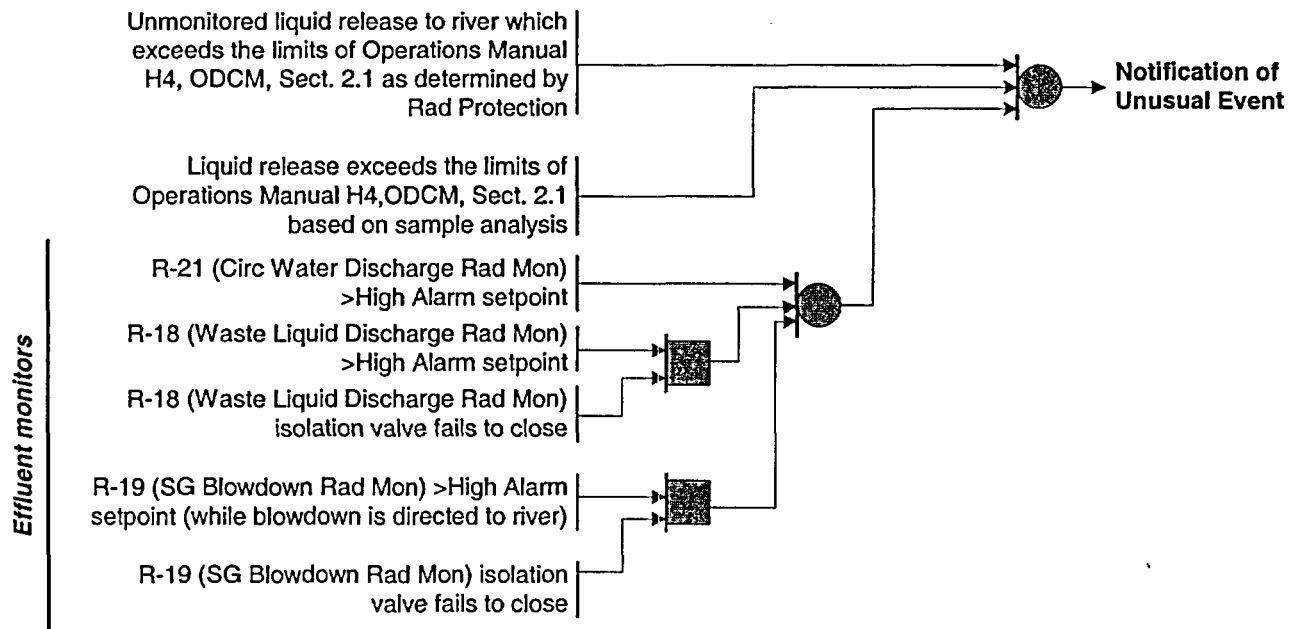 Unmonitored liquid release to river which
exceeds the limits of Operations Manual
H4, ODCM, Sect. 2.1 as determined by
Rad Protection
Notification of
Unusual Event
Liquid release exceeds the limits of
Operations Manual H4,ODCM, Sect. 2.1
based on sample analysis
Effluent monitors
R-21 (Circ Water Discharge Rad Mon)
>High Alarm setpoint
R-18 (Waste Liquid Discharge Rad Mon)
>High Alarm setpoint
R-18 (Waste Liquid Discharge Rad Mon)
isolation valve fails to close
R-19 (SG Blowdown Rad Mon) >High Alarm
setpoint (while blowdown is directed to river)
R-19 (SG Blowdown Rad Mon) isolation
valve fails to close